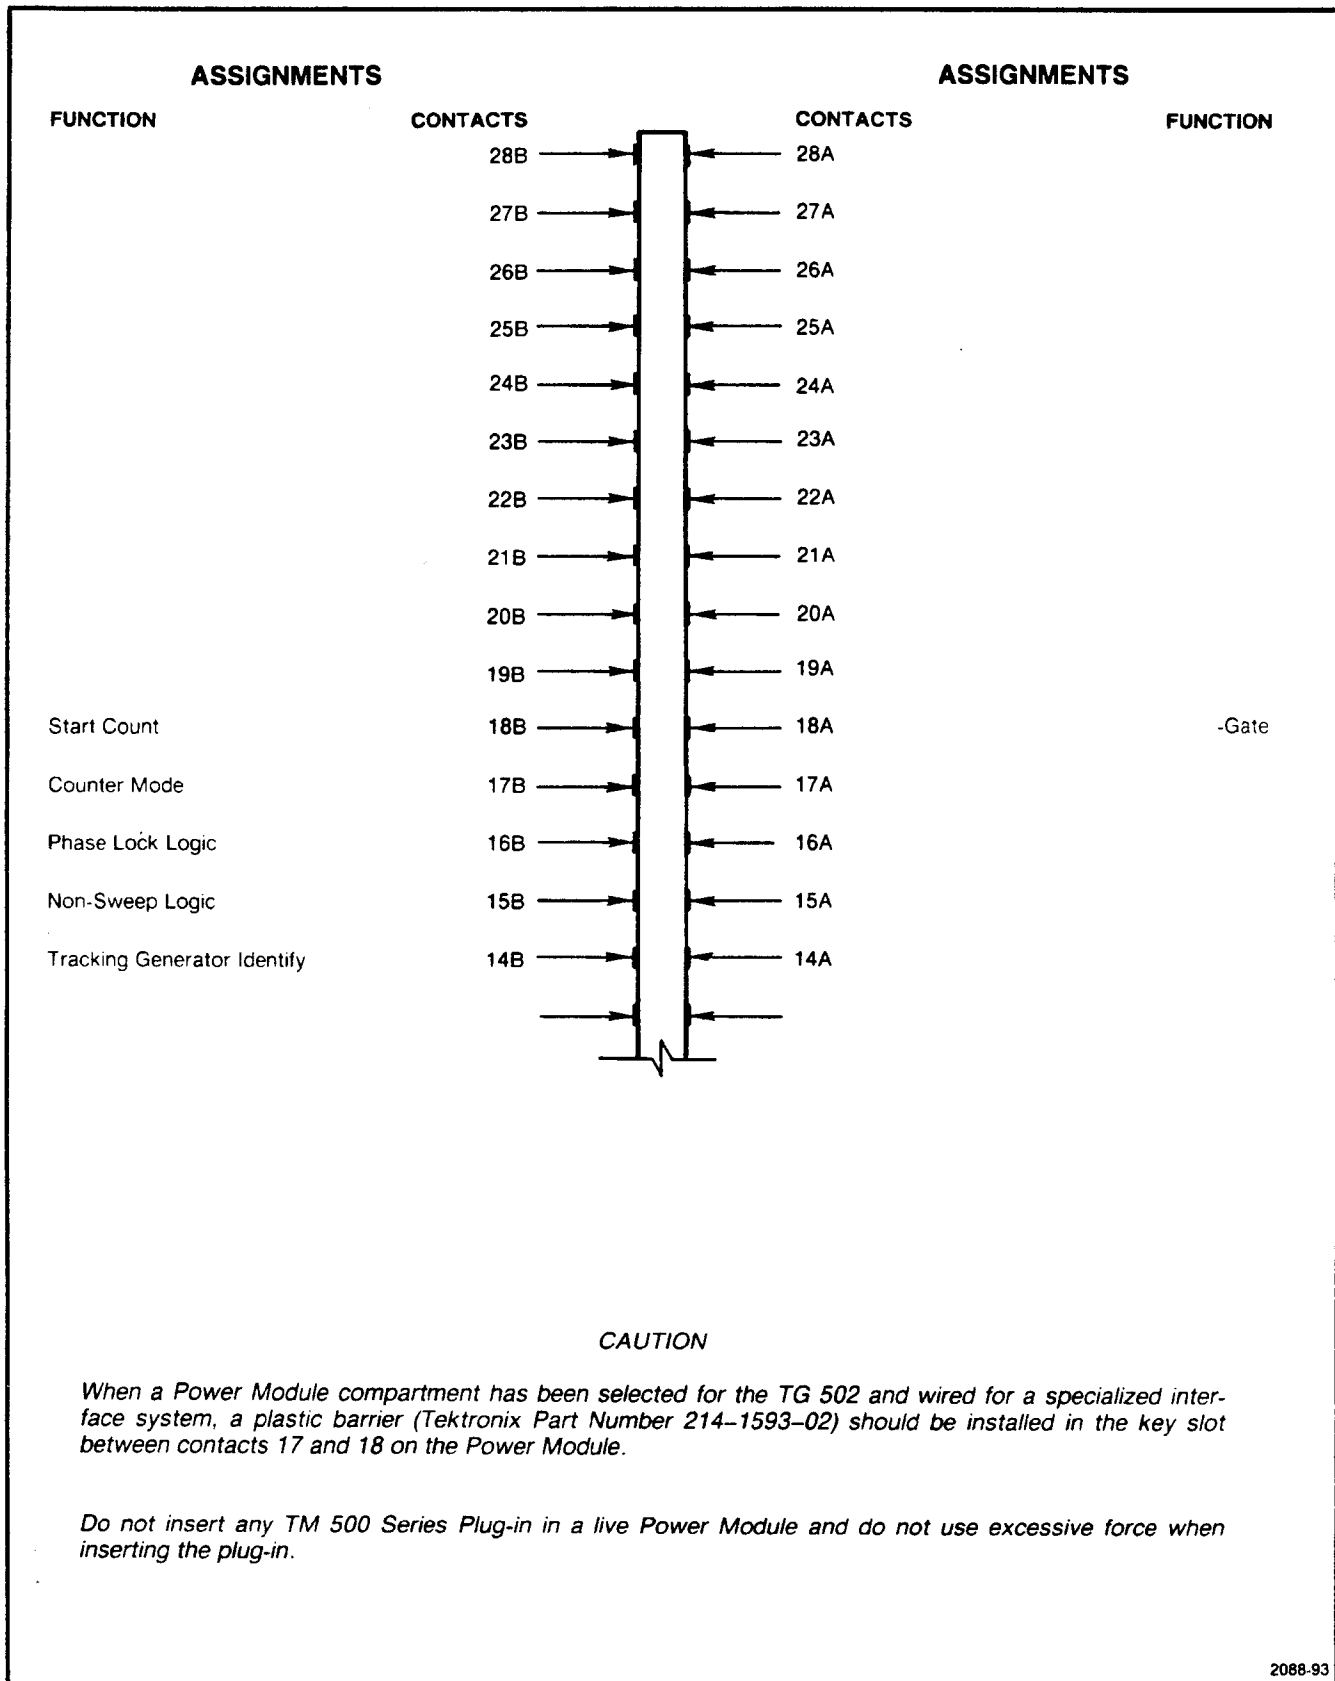 ASSIGNMENTS ASSIGNMENTS
FUNCTION CONTACTS CONTACTS FUNCTION
28B 28A
27B 27A
26B 26A
25B 25A
24B 24A
23B 23A
22B 22A
21B 21A
20B 20A
19B 19A
Start Count 18B 18A -Gate
Counter Mode 17B 17A
Phase Lock Logic 16B 16A
Non-Sweep Logic 15B 15A
Tracking Generator Identify 14B 14A
CAUTION
When a Power Module compartment has been selected for the TG 502 and wired for a specialized inter-
face system, a plastic barrier (Tektronix Part Number 214–1593–02) should be installed in the key slot
between contacts 17 and 18 on the Power Module.
Do not insert any TM 500 Series Plug-in in a live Power Module and do not use excessive force when
inserting the plug-in.
2088-93